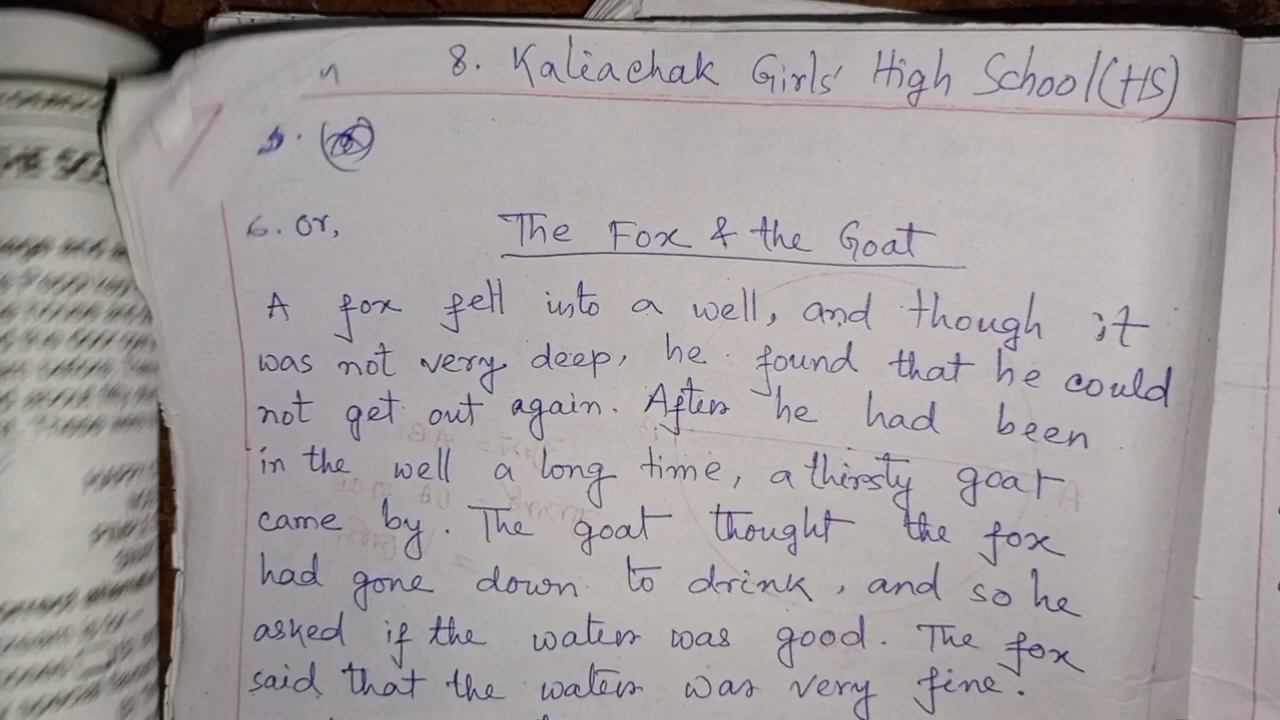 8. Kaliachak Girls' High School (HS)
6. or,
The Fox & the Goat
A fox fell into a well, and though it
was not very deep, he found that he could
not get out again. After he had been
in the well a long time, a thirsty goat
came by. The goat thought the fox
had gone down to drink, and so he
asked if the water was good. The fox
said that the water was very fine.